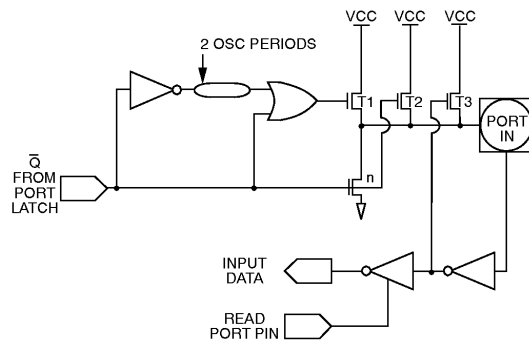 VCC
VCC
VCC
2 OSC PERIODS
T1
T2
T3
PORT
IN
Q̅
FROM
PORT
LATCH
n
INPUT
DATA
READ
PORT PIN